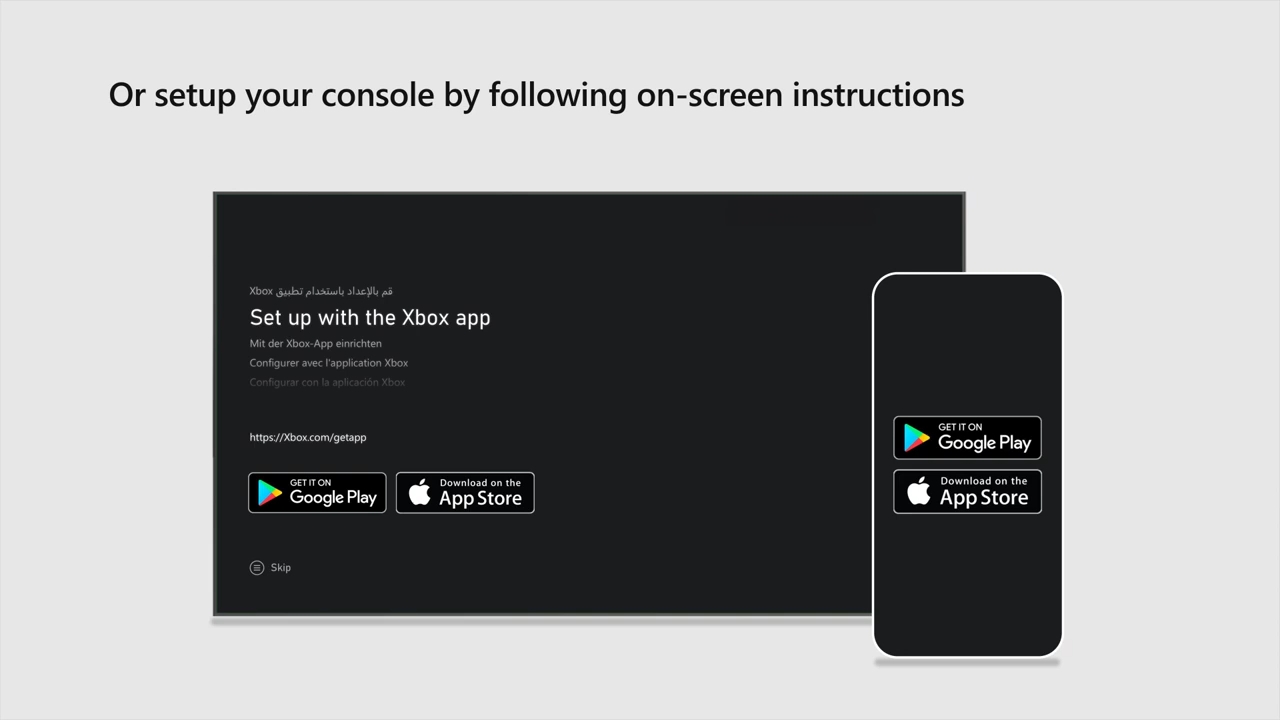 Or setup your console by following on-screen instructions
قم بالإعداد باستخدام تطبيق Xbox
Set up with the Xbox app
Mit der Xbox-App einrichten
Configurer avec l'application Xbox
Configurar con la aplicación Xbox
https://Xbox.com/getapp
GET IT ON
Google Play
Download on the
App Store
Skip
GET IT ON
Google Play
Download on the
App Store